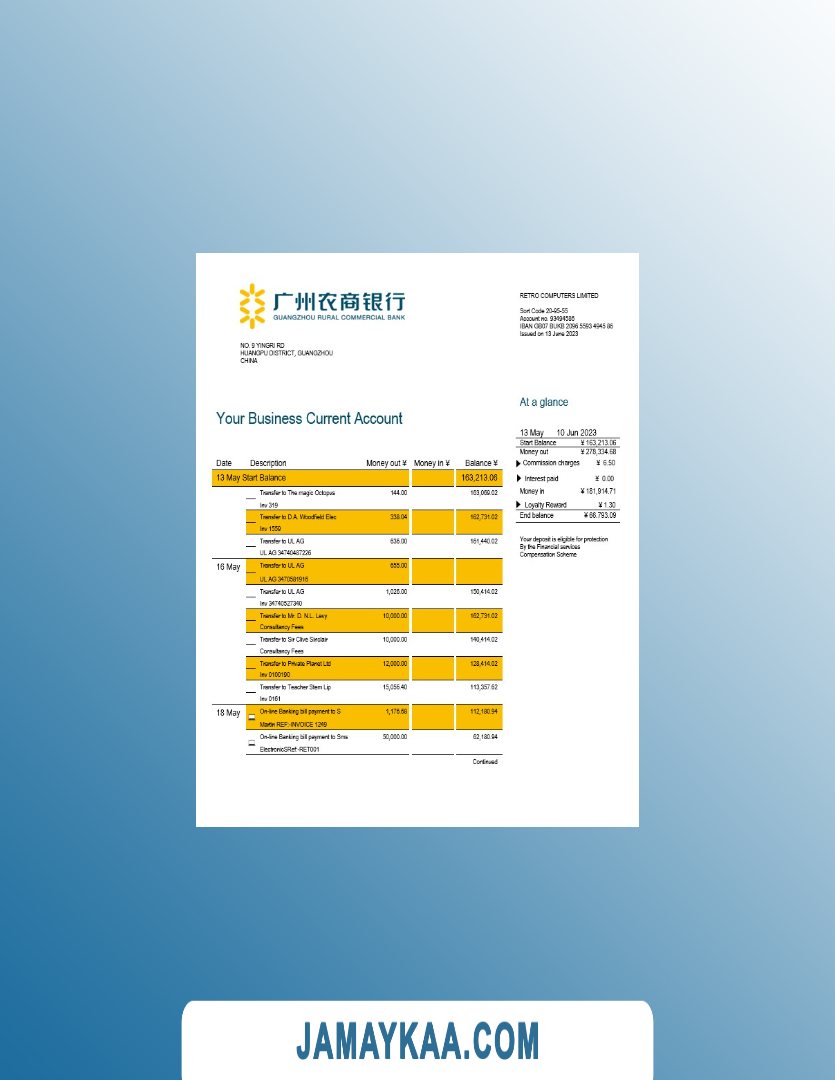 广州农商银行
GUANGZHOU RURAL COMMERCIAL BANK
NO. 9 YINGRI RD
HUANGPU DISTRICT, GUANGZHOU
CHINA
RETRO COMPUTERS LIMITED
Sort Code 20-95-55
Account no. 93494585
IBAN GB07 BUKB 2096 5593 4945 86
Issued on 13 June 2023
Your Business Current Account
At a glance
13 May 10 Jun 2023
Start Balance ¥ 163,213.06
Money out ¥ 278,334.68
Commission charges ¥ 6.50
Interest paid ¥ 0.00
Money in ¥ 181,914.71
Loyalty Reward ¥ 1.30
End balance ¥ 66.793.09
Your deposit is eligible for protection
By the Financial services
Compensation Scheme
Date Description Money out ¥ Money in ¥ Balance ¥
13 May Start Balance 163,213.06
Transfer to The magic Octopus 144.00 163,069.02
Inv 319
Transfer to D.A. Woodfield Elec 338.04 162,731.02
Inv 1559
Transfer to UL AG 636.00 161,440.02
UL AG 34740487226
16 May Transfer to UL AG 655.00
UL AG 3470581916
Transfer to UL AG 1,026.00 150,414.02
Inv 34740527340
Transfer to Mr. D. N.L. Levy 10,000.00 162,731.02
Consultancy Fees
Transfer to Sir Clive Sinclair 10,000.00 140,414.02
Consultancy Fees
Transfer to Private Planet Ltd 12,000.00 128,414.02
Inv 0100190
Transfer to Teacher Stem Lip 15,056.40 113,357.62
Inv 0161
18 May On-line Banking bill payment to S 1,176.68 112,180.94
Martin REF:-INVOICE 1249
On-line Banking bill payment to Sms 50,000.00 62,180.94
ElectronicSRef:-RET001
Continued
JAMAYKAA.COM